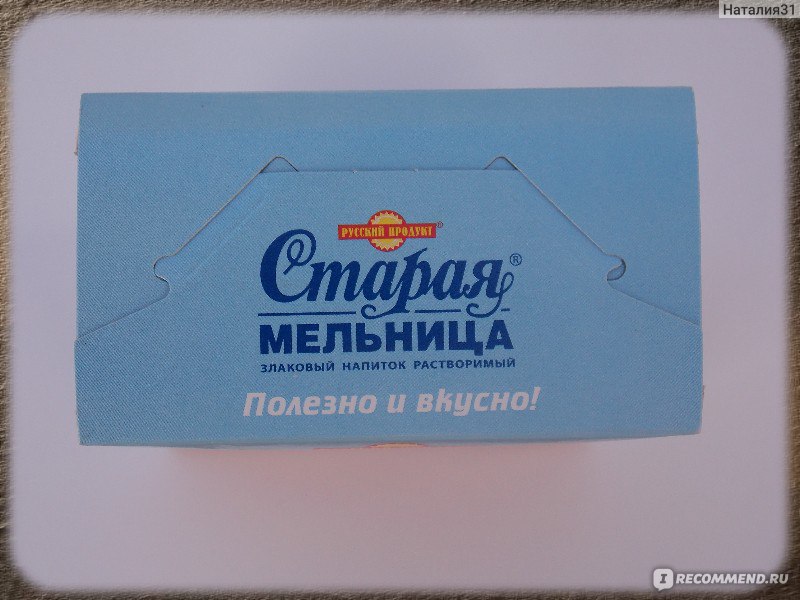 Наталия31
РУССКИЙ ПРОДУКТ®
Старая®
МЕЛЬНИЦА
ЗЛАКОВЫЙ НАПИТОК РАСТВОРИМЫЙ
Полезно и вкусно!
I RECOMMEND.RU